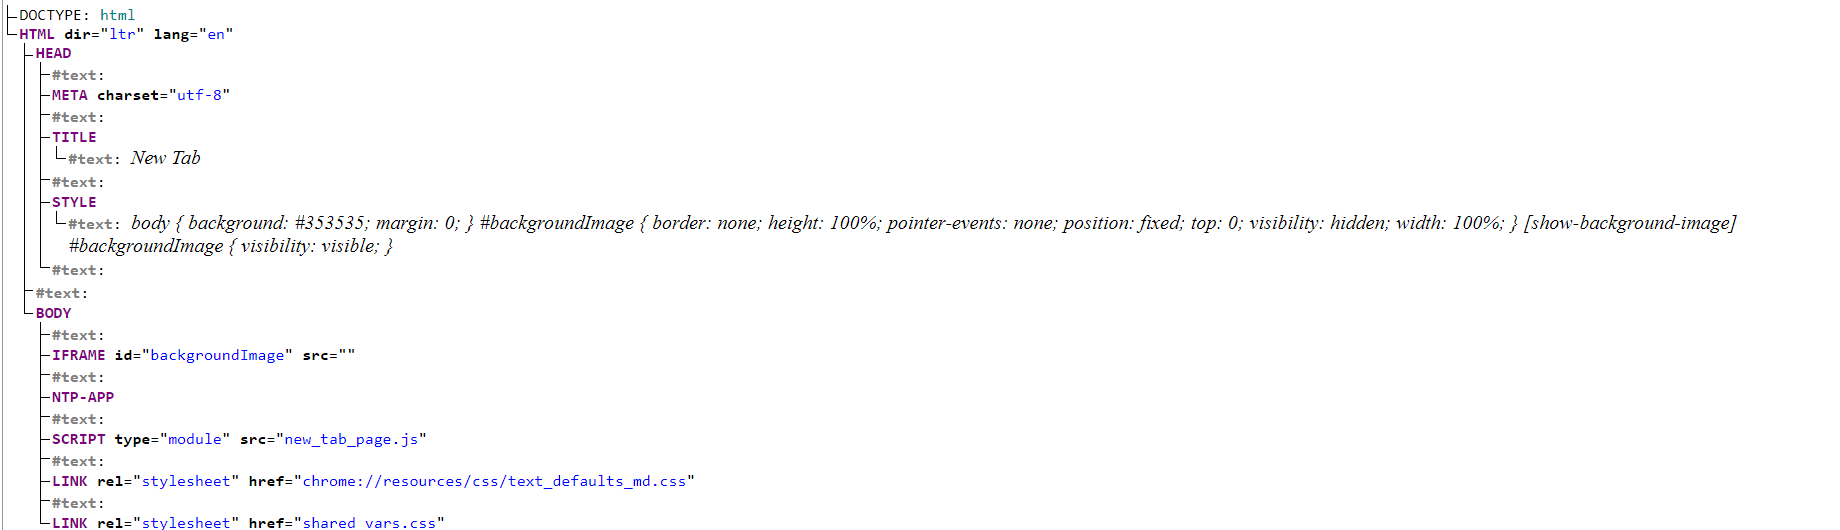 DOCTYPE: html
HTML dir="ltr" lang="en"
HEAD
#text:
META charset="utf-8"
#text:
TITLE
#text: New Tab
#text:
STYLE
#text: body { background: #353535; margin: 0; } #backgroundImage { border: none; height: 100%; pointer-events: none; position: fixed; top: 0; visibility: hidden; width: 100%; } [show-background-image]
#backgroundImage { visibility: visible; }
#text:
#text:
BODY
#text:
IFRAME id="backgroundImage" src=""
#text:
NTP-APP
#text:
SCRIPT type="module" src="new_tab_page.js"
#text:
LINK rel="stylesheet" href="chrome://resources/css/text_defaults_md.css"
#text:
LINK rel="stylesheet" href="shared_vars.css"